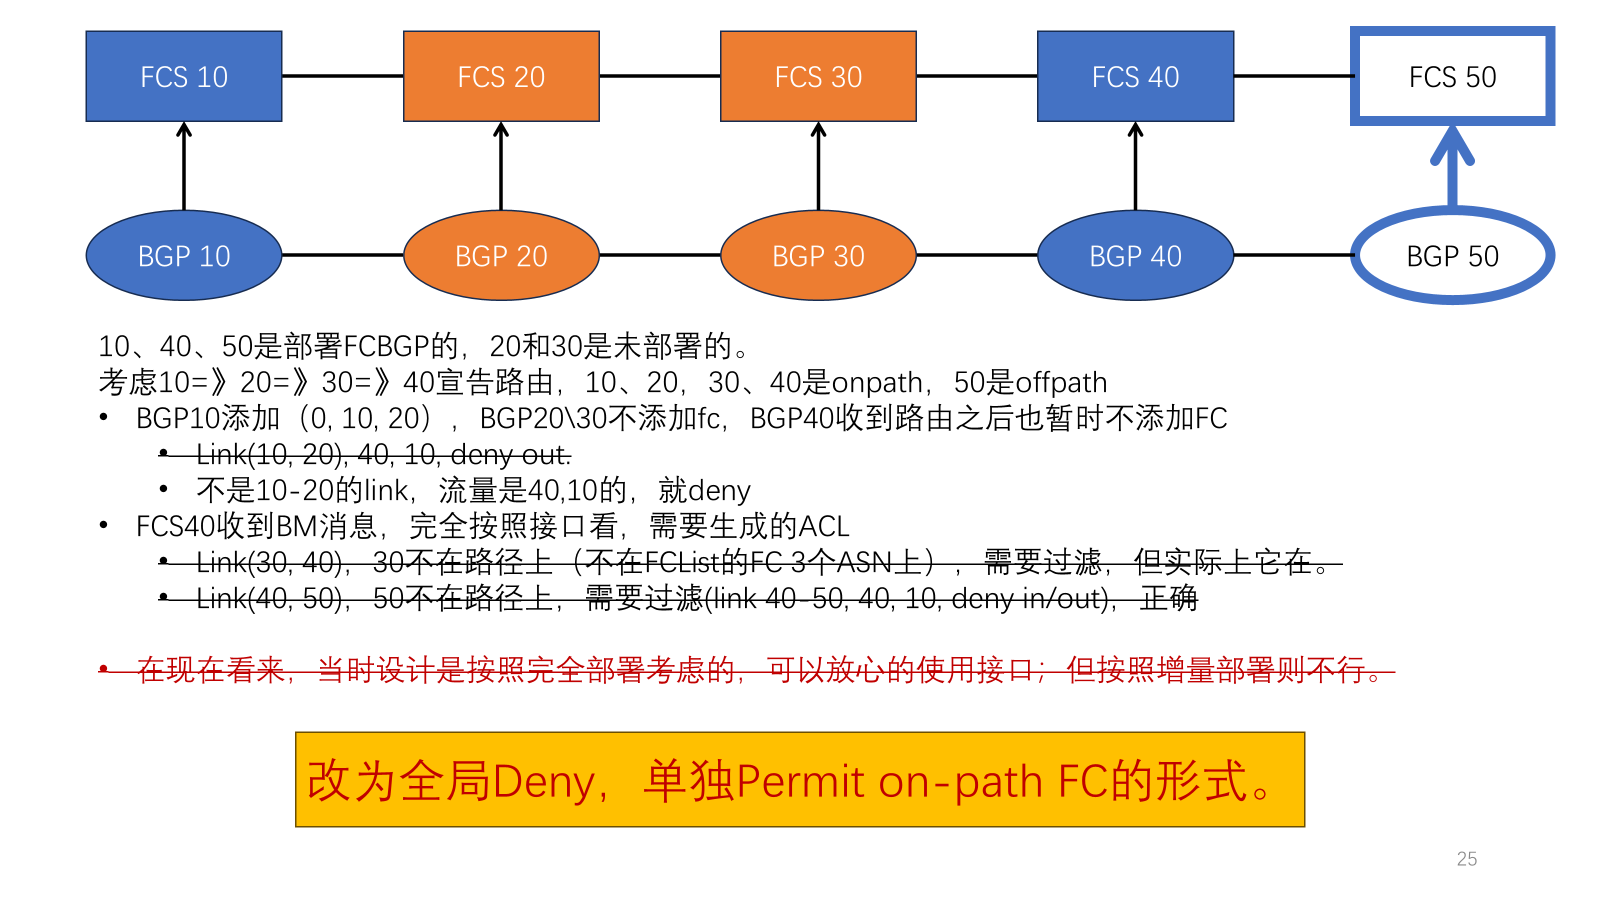 FCS 10
FCS 20
FCS 30
FCS 40
FCS 50
BGP 10
BGP 20
BGP 30
BGP 40
BGP 50
10、40、50是部署FCBGP的，20和30是未部署的。
考虑10=》20=》30=》40宣告路由，10、20，30、40是onpath，50是offpath
• BGP10添加（0, 10, 20），BGP20\30不添加fc，BGP40收到路由之后也暂时不添加FC
• Link(10, 20), 40, 10, deny out.
• 不是10-20的link，流量是40,10的，就deny
• FCS40收到BM消息，完全按照接口看，需要生成的ACL
• Link(30, 40)，30不在路径上（不在FCList的FC 3个ASN上），需要过滤，但实际上它在。
• Link(40, 50)，50不在路径上，需要过滤(link 40-50, 40, 10, deny in/out)，正确
• 在现在看来，当时设计是按照完全部署考虑的，可以放心的使用接口；但按照增量部署则不行。
改为全局Deny，单独Permit on-path FC的形式。
25